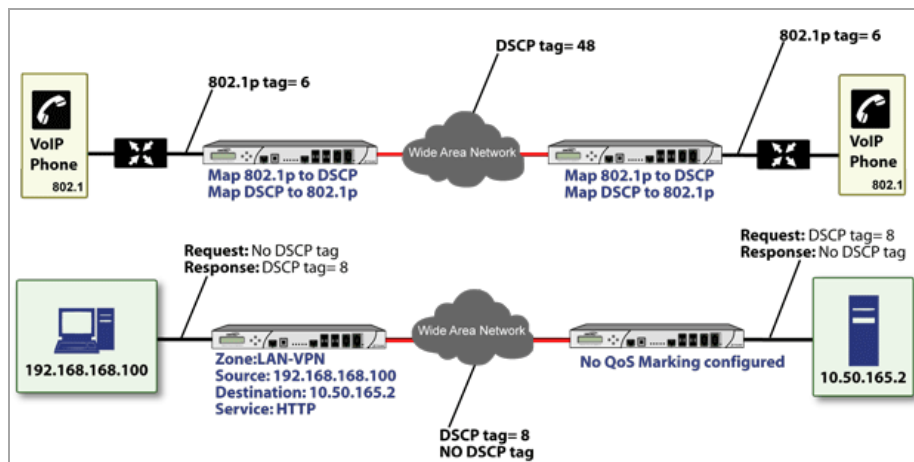 DSCP tag= 48
802.1p tag= 6
802.1p tag= 6
VoIP
Phone
802.1
Wide Area Network
VoIP
Phone
802.1
Map 802.1p to DSCP
Map DSCP to 802.1p
Map 802.1p to DSCP
Map DSCP to 802.1p
Request: No DSCP tag
Response: DSCP tag= 8
Request: DSCP tag= 8
Response: No DSCP tag
Wide Area Network
192.168.168.100
Zone:LAN-VPN
Source: 192.168.168.100
Destination: 10.50.165.2
Service: HTTP
No QoS Marking configured
10.50.165.2
DSCP tag= 8
NO DSCP tag